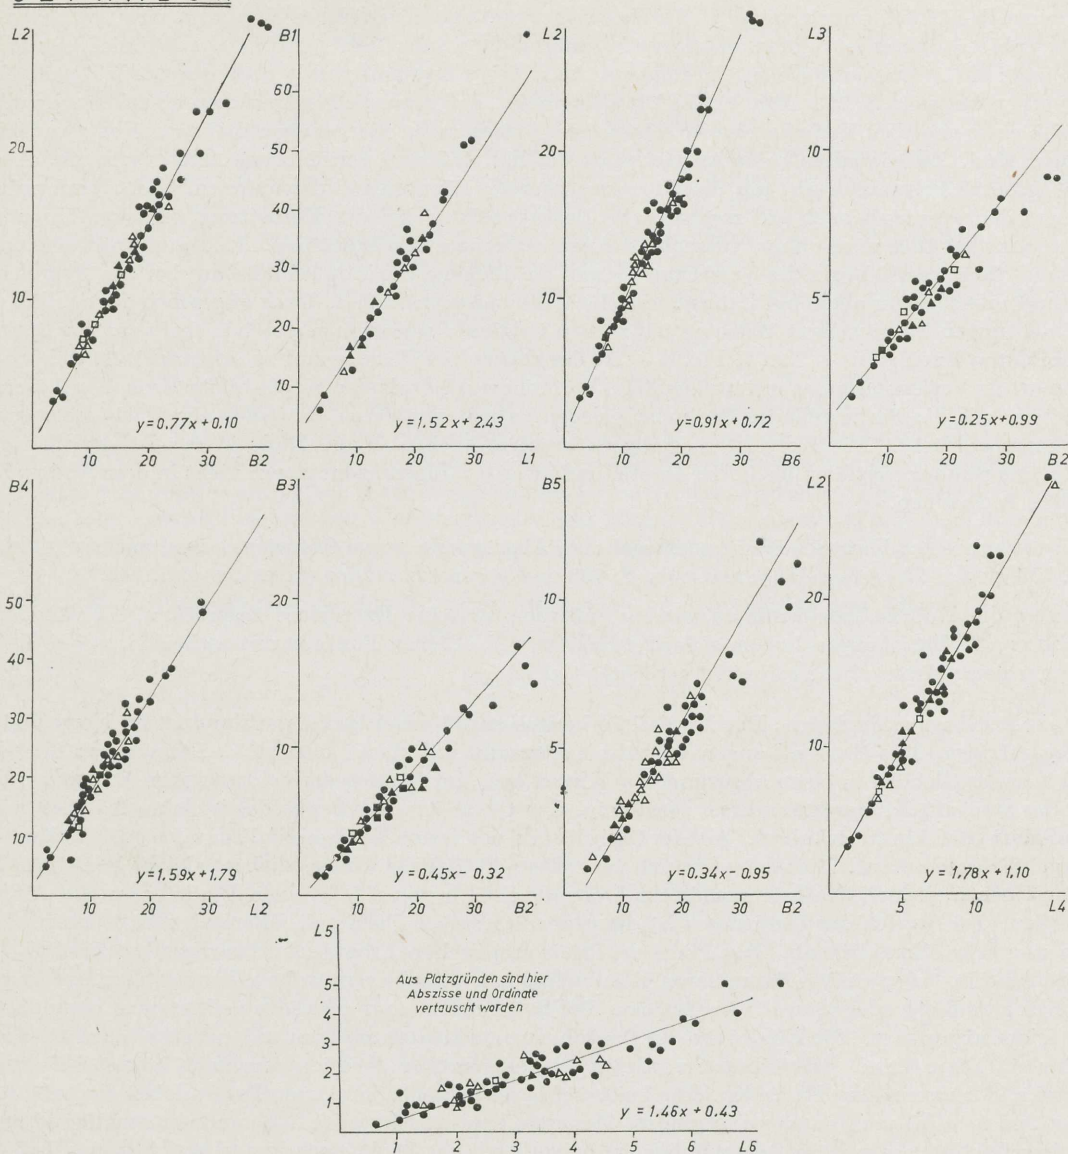 L2 B1 L2 L3
60
50
20 20 10
40
30
10 20 10 5
10
y=0.77x+0.10 y=1.52x+2.43 y=0.91x+0.72 y=0.25x+0.99
10 20 30 B2 10 20 30 L1 10 20 30 B6 10 20 30 B2
B4 B3 B5 L2
50 20 10 20
40
30
20 10 5 10
10
y=1.59x+1.79 y=0.45x-0.32 y=0.34x-0.95 y=1.78x+1.10
10 20 30 L2 10 20 30 B2 10 20 30 B2 5 10 L4
L5
Aus Platzgründen sind hier
Abszisse und Ordinate
vertauscht worden
5
4
3
2
1
y=1.46x+0.43
1 2 3 4 5 6 L6